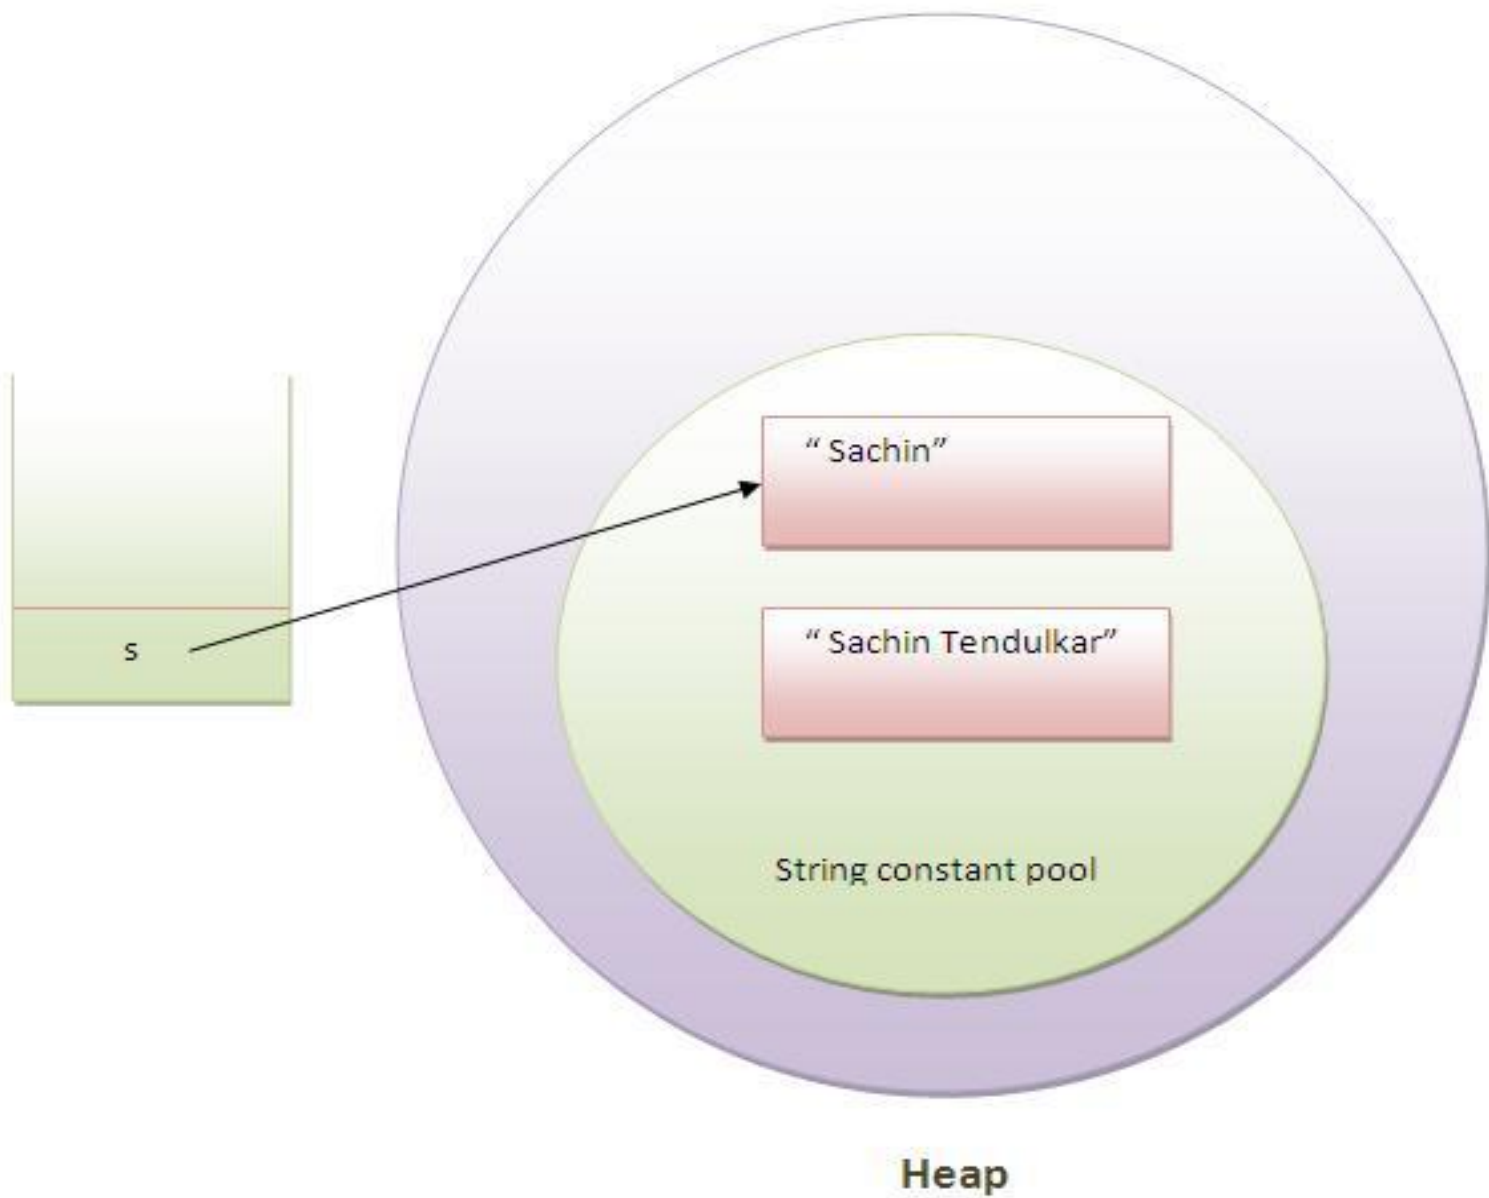 “ Sachin”
s
“ Sachin Tendulkar”
String constant pool
Heap